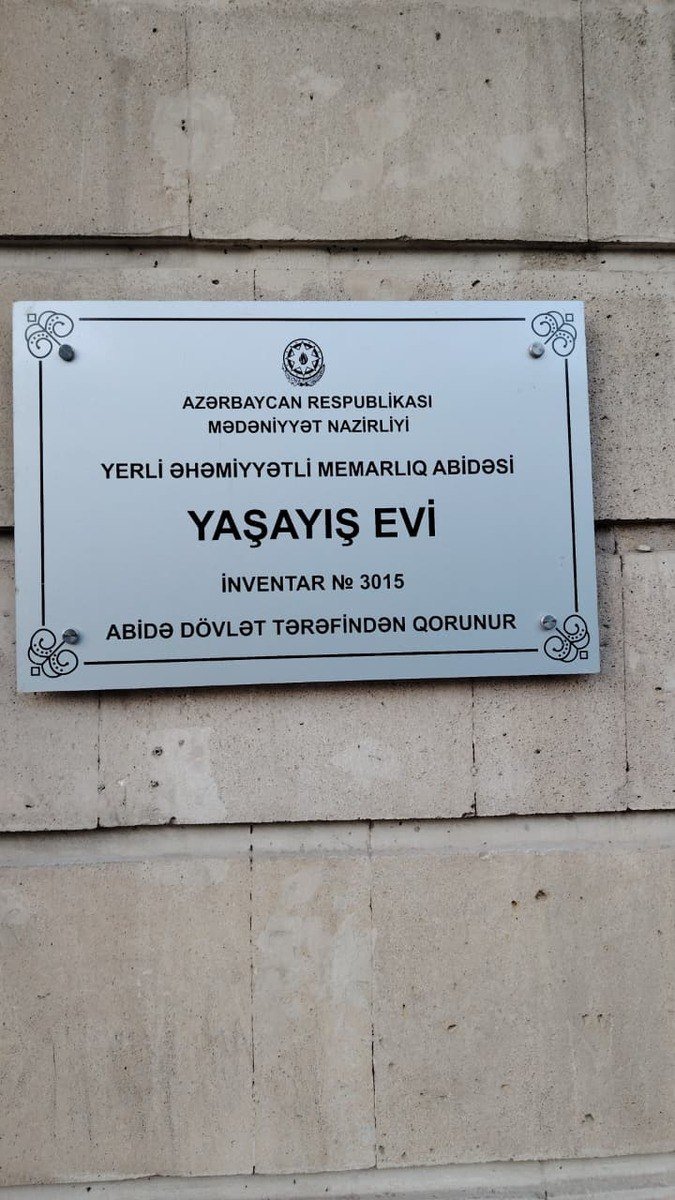 AZƏRBAYCAN RESPUBLİKASI
MƏDƏNİYYƏT NAZİRLİYİ
YERLİ ƏHƏMİYYƏTLİ MEMARLIQ ABİDƏSİ
YAŞAYIŞ EVİ
İNVENTAR № 3015
ABİDƏ DÖVLƏT TƏRƏFİNDƏN QORUNUR